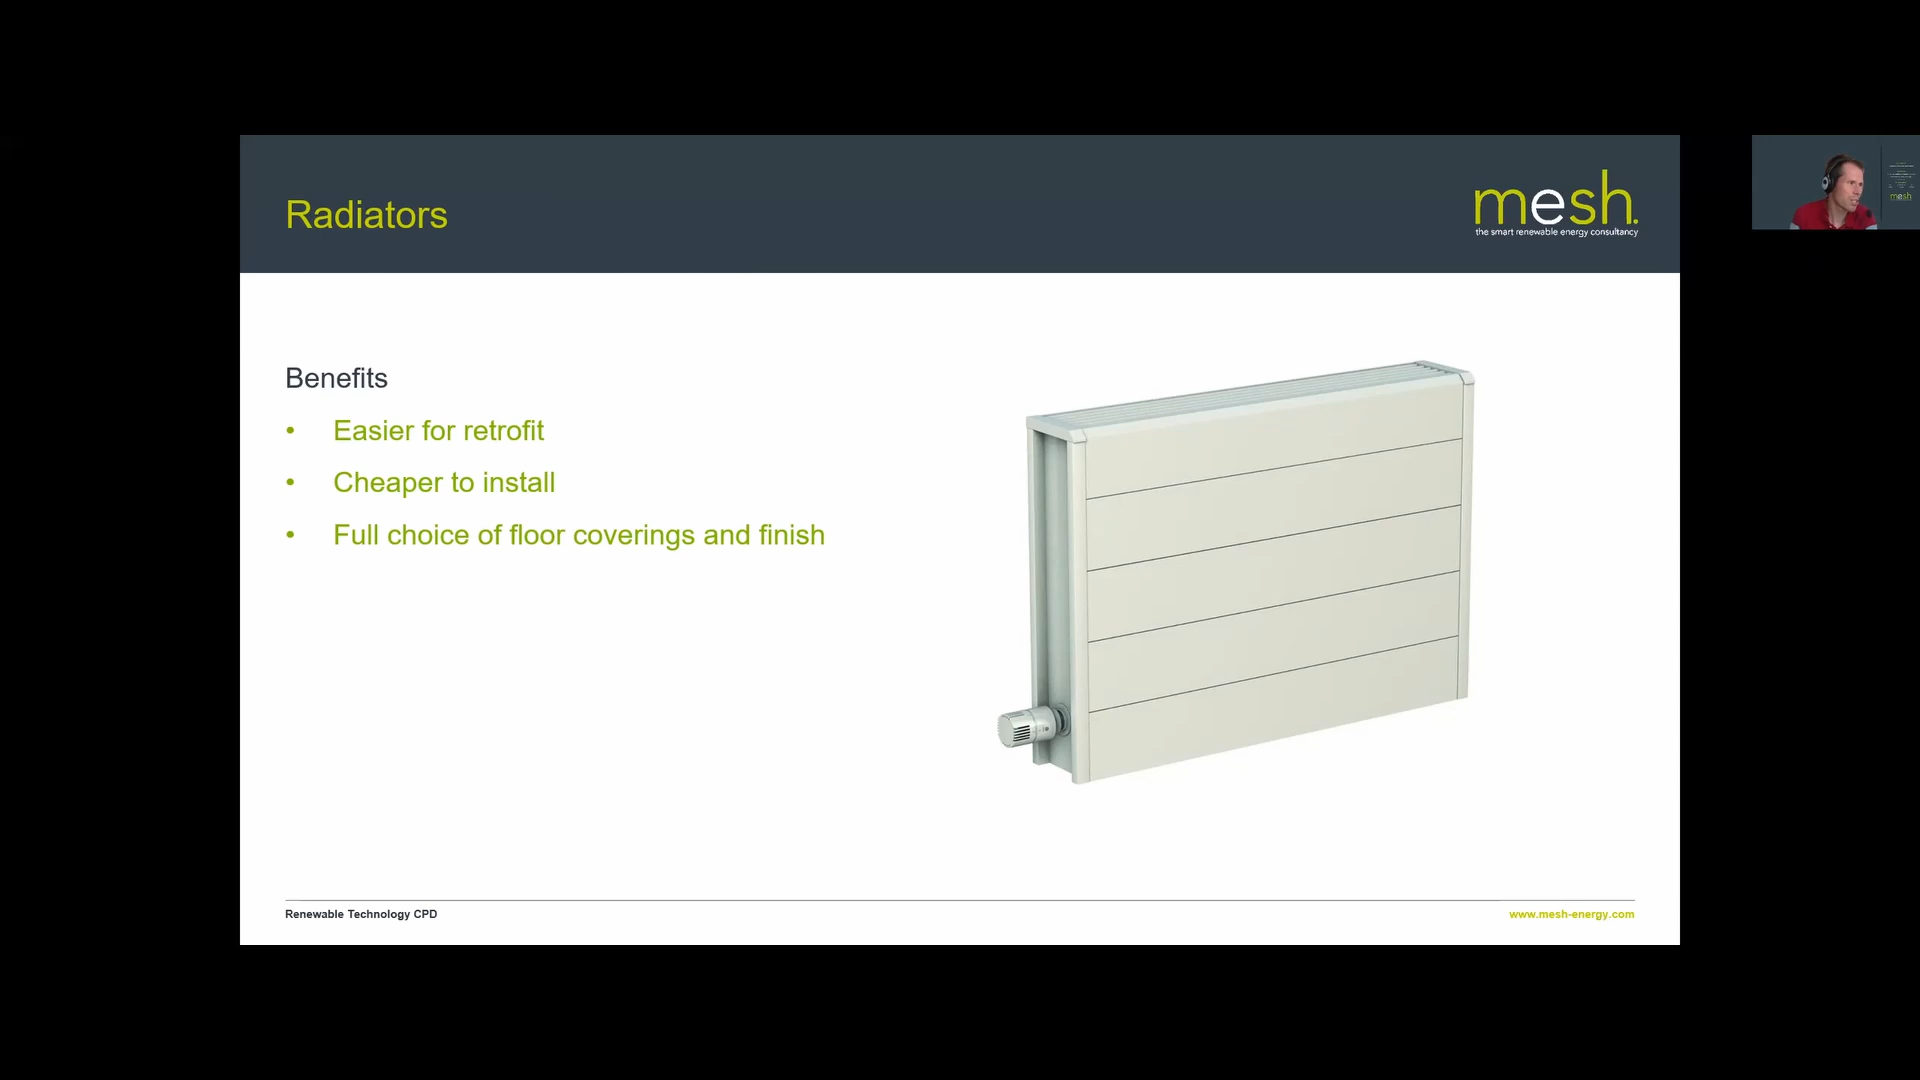 Radiators
mesh.
the smart renewable energy consultancy
mesh
Benefits
• Easier for retrofit
• Cheaper to install
• Full choice of floor coverings and finish
Renewable Technology CPD
www.mesh-energy.com